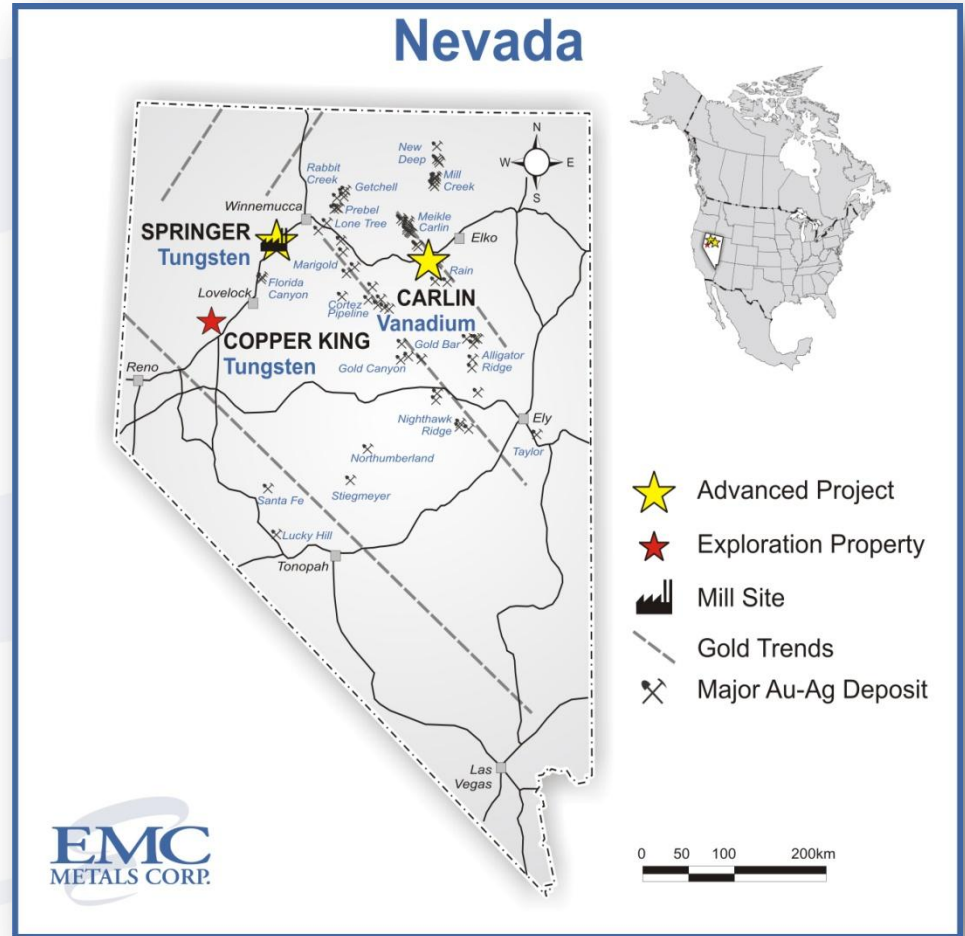 Nevada
N
W
E
S
New
Deep
Mill
Creek
Rabbit
Creek
Getchell
Prebel
Lone Tree
Winnemucca
Meikle
Carlin
Elko
SPRINGER
Tungsten
Marigold
Rain
Florida
Canyon
Lovelock
Cortez
Pipeline
CARLIN
Vanadium
COPPER KING
Tungsten
Gold Bar
Gold Canyon
Alligator
Ridge
Reno
Nighthawk
Ridge
Ely
Taylor
Northumberland
Stiegmeyer
Santa Fe
Lucky Hill
Tonopah
Las
Vegas
Advanced Project
Exploration Property
Mill Site
Gold Trends
Major Au-Ag Deposit
EMC
METALS CORP.
0 50 100 200km